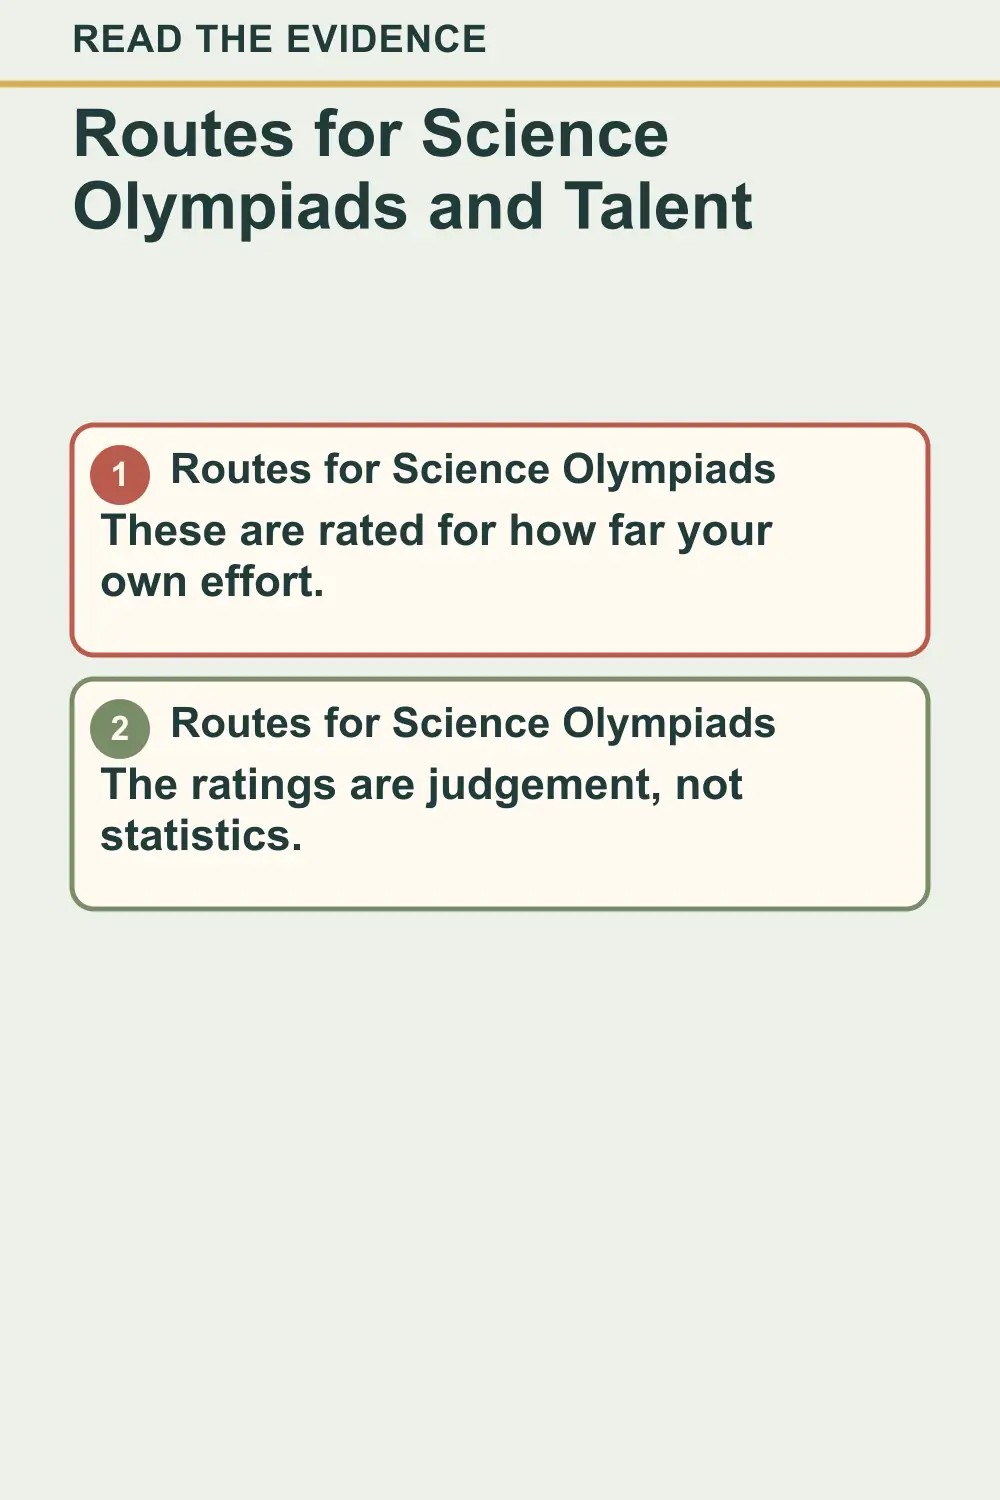 READ THE EVIDENCE
Routes for Science
Olympiads and Talent
1 Routes for Science Olympiads
These are rated for how far your
own effort.
2 Routes for Science Olympiads
The ratings are judgement, not
statistics.